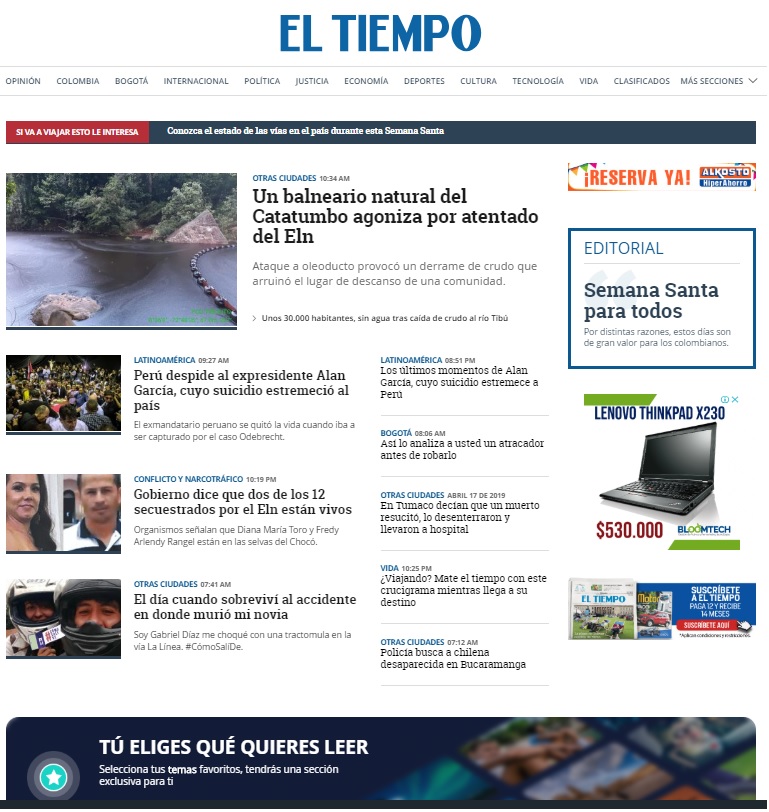 EL TIEMPO
OPINIÓN COLOMBIA BOGOTÁ INTERNACIONAL POLÍTICA JUSTICIA ECONOMÍA DEPORTES CULTURA TECNOLOGÍA VIDA CLASIFICADOS MÁS SECCIONES
SI VA A VIAJAR ESTO LE INTERESA
Conozca el estado de las vías en el país durante esta Semana Santa
OTRAS CIUDADES 10:34 AM
Un balneario natural del
Catatumbo agoniza por atentado
del Eln
Ataque a oleoducto provocó un derrame de crudo que
arruinó el lugar de descanso de una comunidad.
Unos 30.000 habitantes, sin agua tras caída de crudo al río Tibú
¡RESERVA YA!
ALKOSTO
HiperAhorro
EDITORIAL
Semana Santa
para todos
Por distintas razones, estos días son
de gran valor para los colombianos.
LATINOAMÉRICA 09:27 AM
Perú despide al expresidente Alan
García, cuyo suicidio estremeció al
país
El exmandatario peruano se quitó la vida cuando iba a
ser capturado por el caso Odebrecht.
CONFLICTO Y NARCOTRÁFICO 10:19 PM
Gobierno dice que dos de los 12
secuestrados por el Eln están vivos
Organismos señalan que Diana María Toro y Fredy
Arlendy Rangel están en las selvas del Chocó.
OTRAS CIUDADES 07:41 AM
El día cuando sobreviví al accidente
en donde murió mi novia
Soy Gabriel Díaz me choqué con una tractomula en la
vía La Línea. #CómoSalíDe.
LATINOAMÉRICA 08:51 PM
Los últimos momentos de Alan
García, cuyo suicidio estremece a
Perú
BOGOTÁ 08:06 AM
Así lo analiza a usted un atracador
antes de robarlo
OTRAS CIUDADES ABRIL 17 DE 2019
En Tumaco decían que un muerto
resucitó, lo desenterraron y
llevaron a hospital
VIDA 10:25 PM
¿Viajando? Mate el tiempo con este
crucigrama mientras llega a su
destino
OTRAS CIUDADES 07:12 AM
Policía busca a chilena
desaparecida en Bucaramanga
LENOVO THINKPAD X230
$530.000
BLOOMTECH
EL TIEMPO
Motor
SUSCRÍBETE
A EL TIEMPO
PAGA 12 Y RECIBE
14 MESES
SUSCRÍBETE AQUÍ
*Aplican condiciones y restricciones.
TÚ ELIGES QUÉ QUIERES LEER
Selecciona tus temas favoritos, tendrás una sección
exclusiva para ti